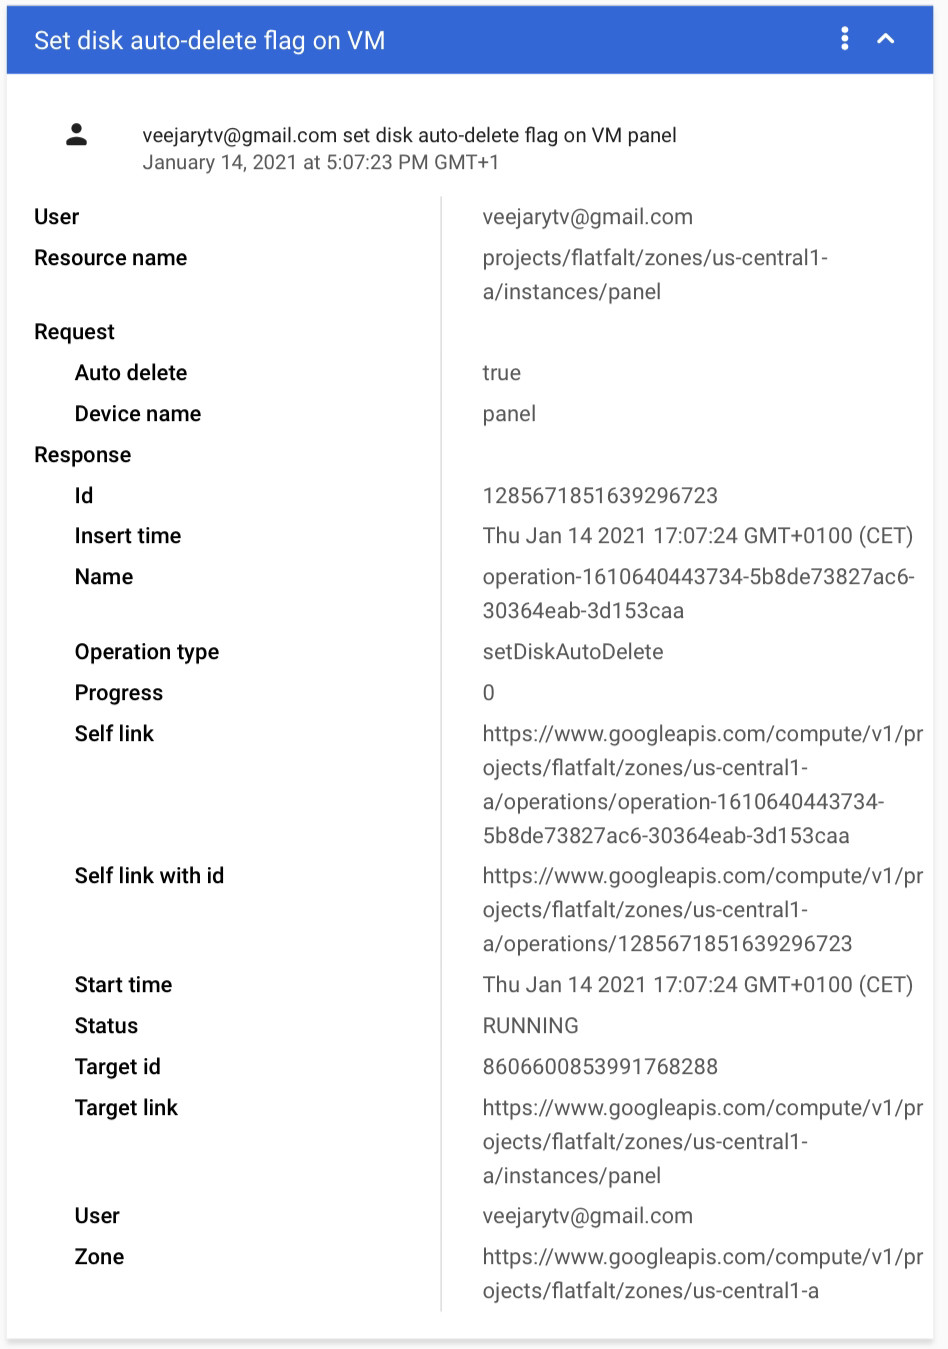 Set disk auto-delete flag on VM
veejarytv@gmail.com set disk auto-delete flag on VM panel
January 14, 2021 at 5:07:23 PM GMT+1
User
veejarytv@gmail.com
Resource name
projects/flatfalt/zones/us-central1-
a/instances/panel
Request
Auto delete
true
Device name
panel
Response
Id
1285671851639296723
Insert time
Thu Jan 14 2021 17:07:24 GMT+0100 (CET)
Name
operation-1610640443734-5b8de73827ac6-
30364eab-3d153caa
Operation type
setDiskAutoDelete
Progress
0
Self link
https://www.googleapis.com/compute/v1/pr
ojects/flatfalt/zones/us-central1-
a/operations/operation-1610640443734-
5b8de73827ac6-30364eab-3d153caa
Self link with id
https://www.googleapis.com/compute/v1/pr
ojects/flatfalt/zones/us-central1-
a/operations/1285671851639296723
Start time
Thu Jan 14 2021 17:07:24 GMT+0100 (CET)
Status
RUNNING
Target id
8606600853991768288
Target link
https://www.googleapis.com/compute/v1/pr
ojects/flatfalt/zones/us-central1-
a/instances/panel
User
veejarytv@gmail.com
Zone
https://www.googleapis.com/compute/v1/pr
ojects/flatfalt/zones/us-central1-a